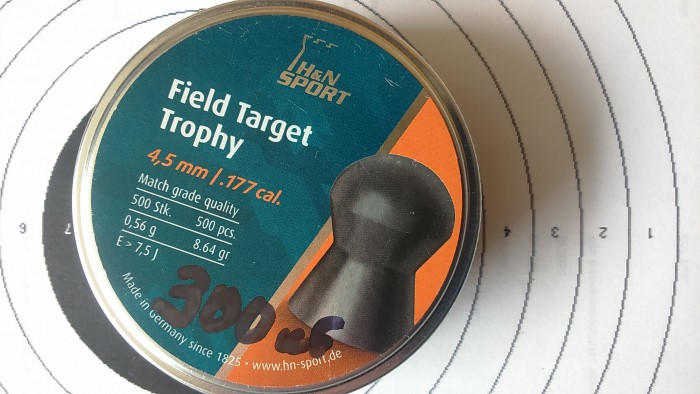 H&N
SPORT
Field Target
Trophy
4,5 mm | .177 cal.
Match grade quality
500 Stk. 500 pcs.
0,56 g 8.64 gr
E > 7,5 J
300
Made in Germany since 1825 • www.hn-sport.de
6 7 4 3 2 1